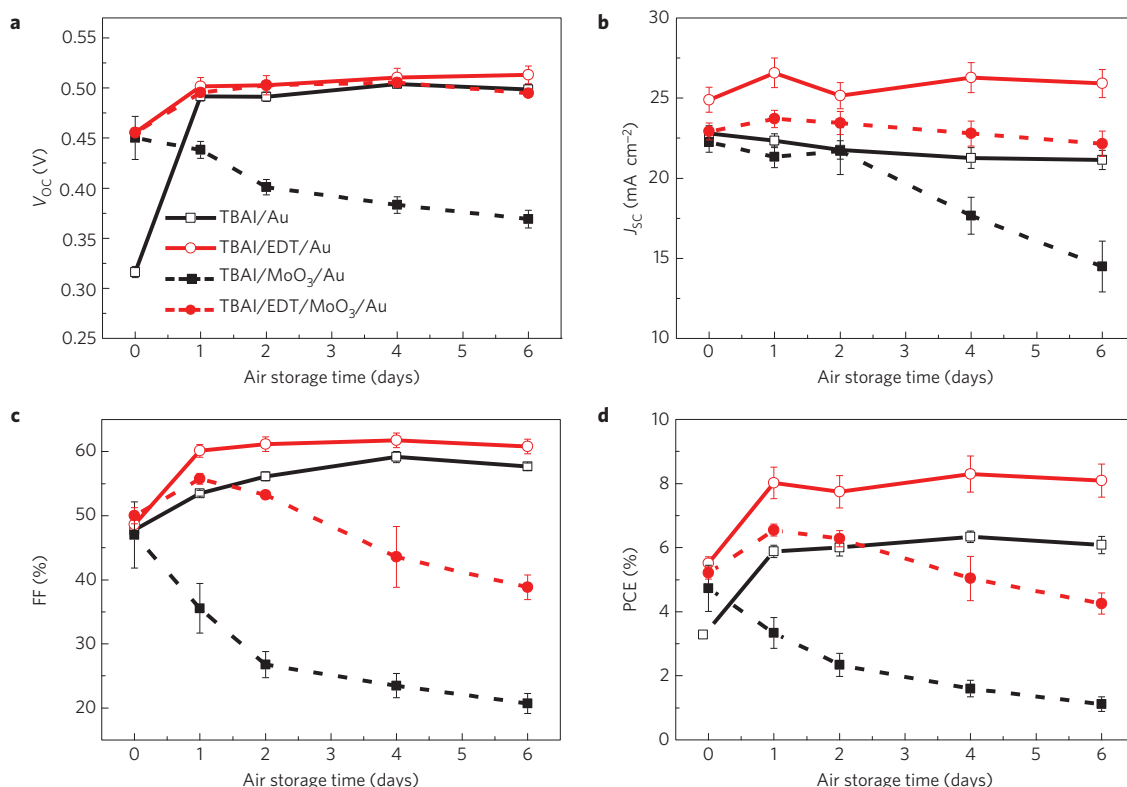 a
0.55
0.50
0.45
0.40
0.35
0.30
0.25
V_OC (V)
TBAI/Au
TBAI/EDT/Au
TBAI/MoO₃/Au
TBAI/EDT/MoO₃/Au
0 1 2 3 4 5 6
Air storage time (days)
b
30
25
20
15
10
J_SC (mA cm⁻²)
0 1 2 3 4 5 6
Air storage time (days)
c
60
50
40
30
20
FF (%)
0 1 2 3 4 5 6
Air storage time (days)
d
10
8
6
4
2
0
PCE (%)
0 1 2 3 4 5 6
Air storage time (days)